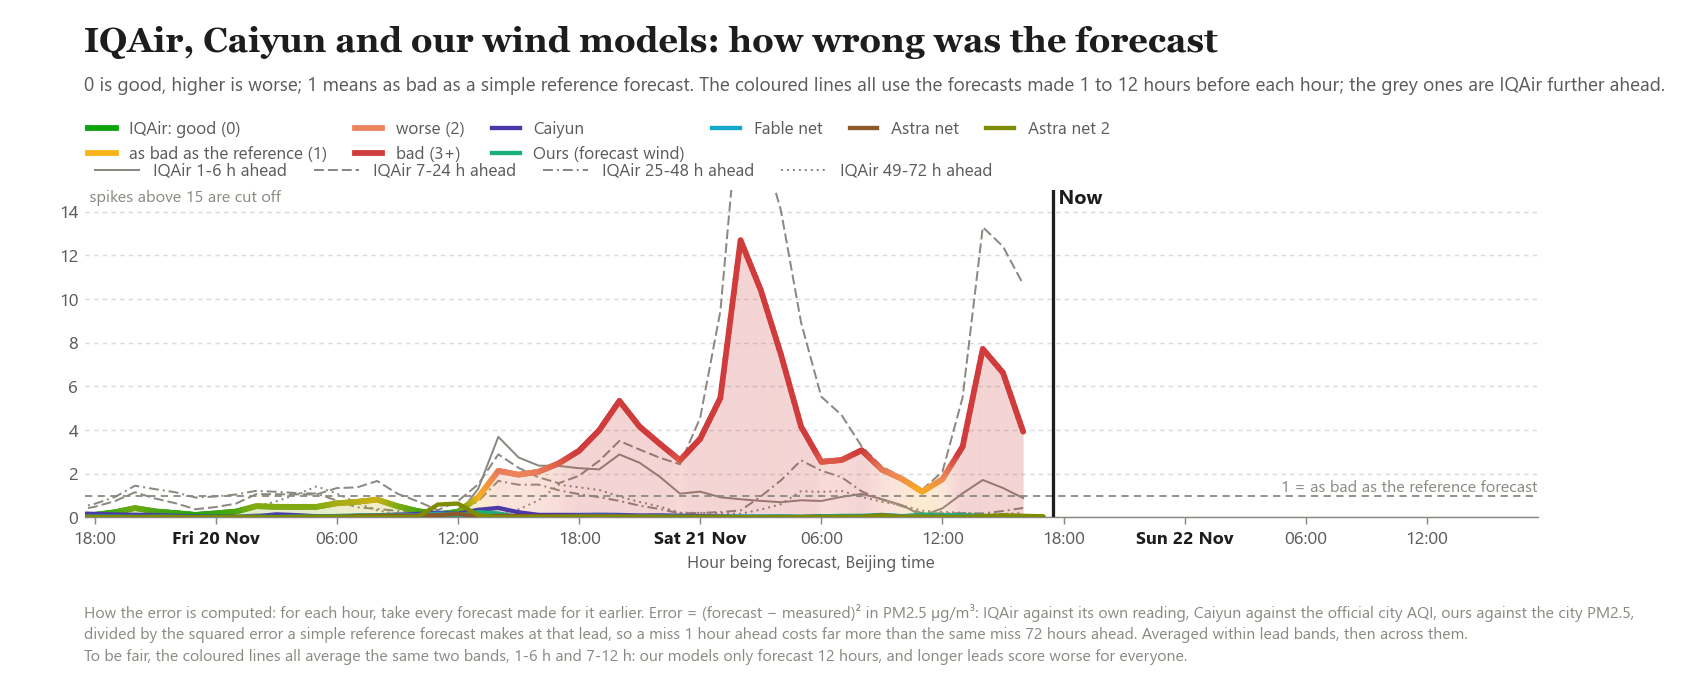 IQAir, Caiyun and our wind models: how wrong was the forecast
0 is good, higher is worse; 1 means as bad as a simple reference forecast. The coloured lines all use the forecasts made 1 to 12 hours before each hour; the grey ones are IQAir further ahead.
IQAir: good (0) worse (2) Caiyun Fable net Astra net Astra net 2
as bad as the reference (1) bad (3+) Ours (forecast wind)
IQAir 1-6 h ahead IQAir 7-24 h ahead IQAir 25-48 h ahead IQAir 49-72 h ahead
spikes above 15 are cut off
Now
14
12
10
8
6
4
2
1 = as bad as the reference forecast
0
18:00 Fri 20 Nov 06:00 12:00 18:00 Sat 21 Nov 06:00 12:00 18:00 Sun 22 Nov 06:00 12:00
Hour being forecast, Beijing time
How the error is computed: for each hour, take every forecast made for it earlier. Error = (forecast − measured)² in PM2.5 µg/m³: IQAir against its own reading, Caiyun against the official city AQI, ours against the city PM2.5,
divided by the squared error a simple reference forecast makes at that lead, so a miss 1 hour ahead costs far more than the same miss 72 hours ahead. Averaged within lead bands, then across them.
To be fair, the coloured lines all average the same two bands, 1-6 h and 7-12 h: our models only forecast 12 hours, and longer leads score worse for everyone.